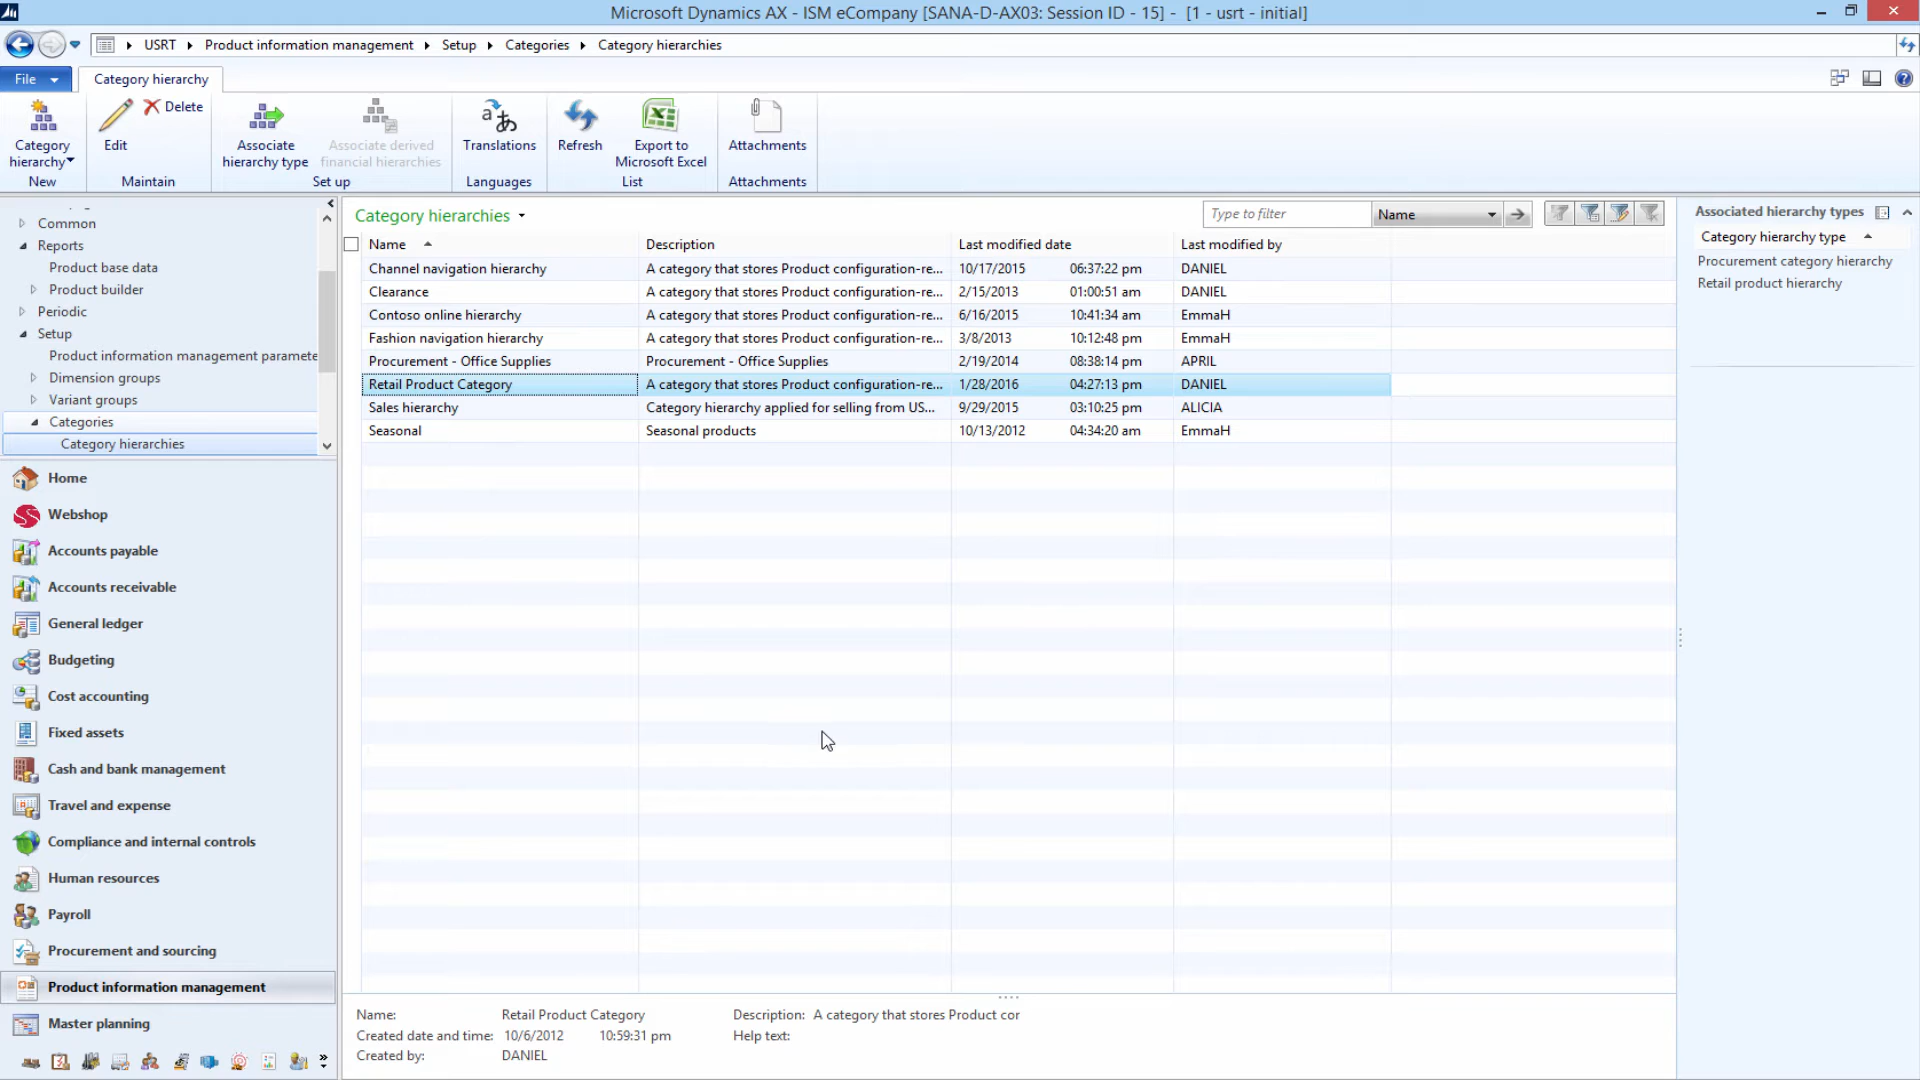 Microsoft Dynamics AX - ISM eCompany [SANA-D-AX03: Session ID - 15] - [1 - usrt - initial]
USRT Product information management Setup Categories Category hierarchies
File Category hierarchy
Category hierarchy
New
Edit
Delete
Maintain
Associate hierarchy type
Associate derived financial hierarchies
Set up
Translations
Languages
Refresh
Export to Microsoft Excel
List
Attachments
Attachments
Common
Reports
Product base data
Product builder
Periodic
Setup
Product information management paramete
Dimension groups
Variant groups
Categories
Category hierarchies
Home
Webshop
Accounts payable
Accounts receivable
General ledger
Budgeting
Cost accounting
Fixed assets
Cash and bank management
Travel and expense
Compliance and internal controls
Human resources
Payroll
Procurement and sourcing
Product information management
Master planning
Category hierarchies
Type to filter Name
Name Description Last modified date Last modified by
Channel navigation hierarchy A category that stores Product configuration-re... 10/17/2015 06:37:22 pm DANIEL
Clearance A category that stores Product configuration-re... 2/15/2013 01:00:51 am DANIEL
Contoso online hierarchy A category that stores Product configuration-re... 6/16/2015 10:41:34 am EmmaH
Fashion navigation hierarchy A category that stores Product configuration-re... 3/8/2013 10:12:48 pm EmmaH
Procurement - Office Supplies Procurement - Office Supplies 2/19/2014 08:38:14 pm APRIL
Retail Product Category A category that stores Product configuration-re... 1/28/2016 04:27:13 pm DANIEL
Sales hierarchy Category hierarchy applied for selling from US... 9/29/2015 03:10:25 pm ALICIA
Seasonal Seasonal products 10/13/2012 04:34:20 am EmmaH
Name: Retail Product Category Description: A category that stores Product cor
Created date and time: 10/6/2012 10:59:31 pm Help text:
Created by: DANIEL
Associated hierarchy types
Category hierarchy type
Procurement category hierarchy
Retail product hierarchy